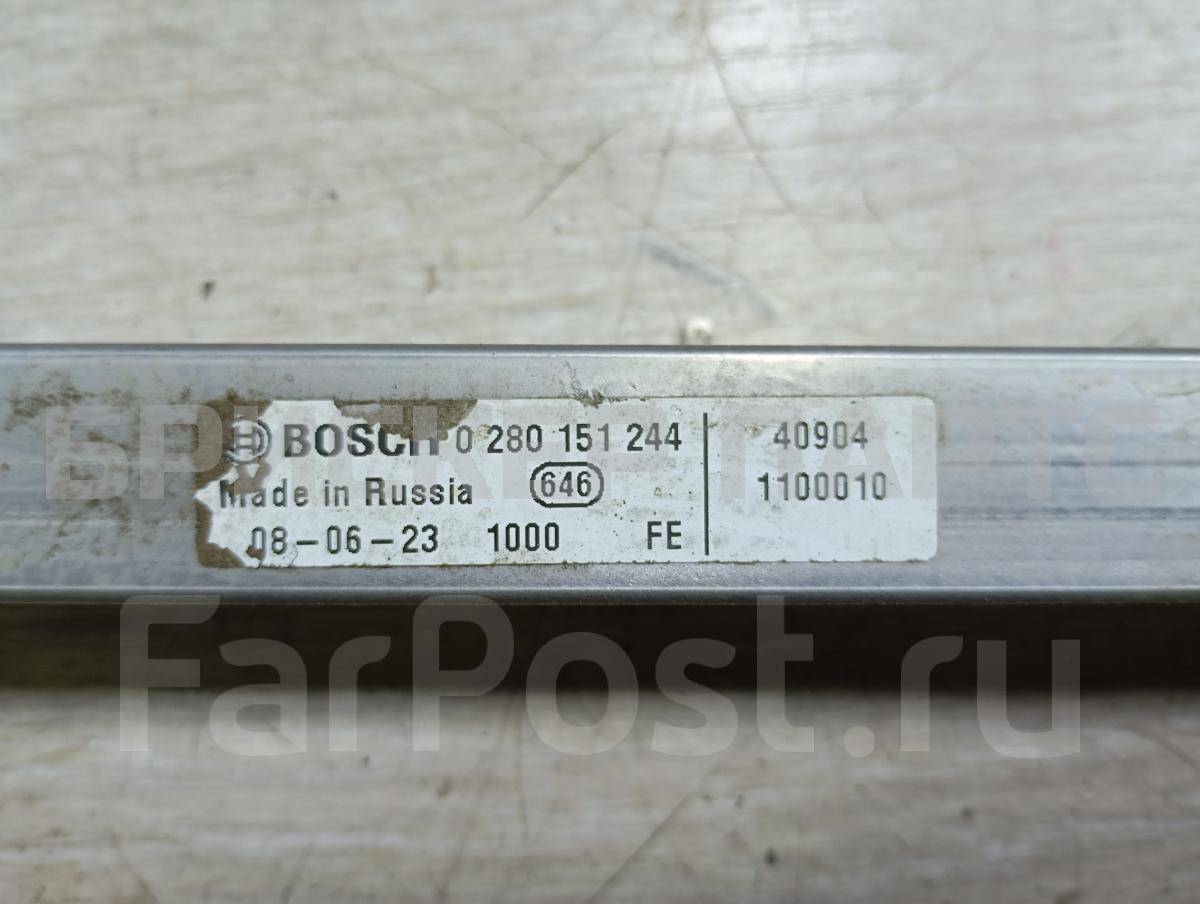 BOSCH 0 280 151 244
40904
Made in Russia 646
1100010
08-06-23 1000 FE
FarPost.ru